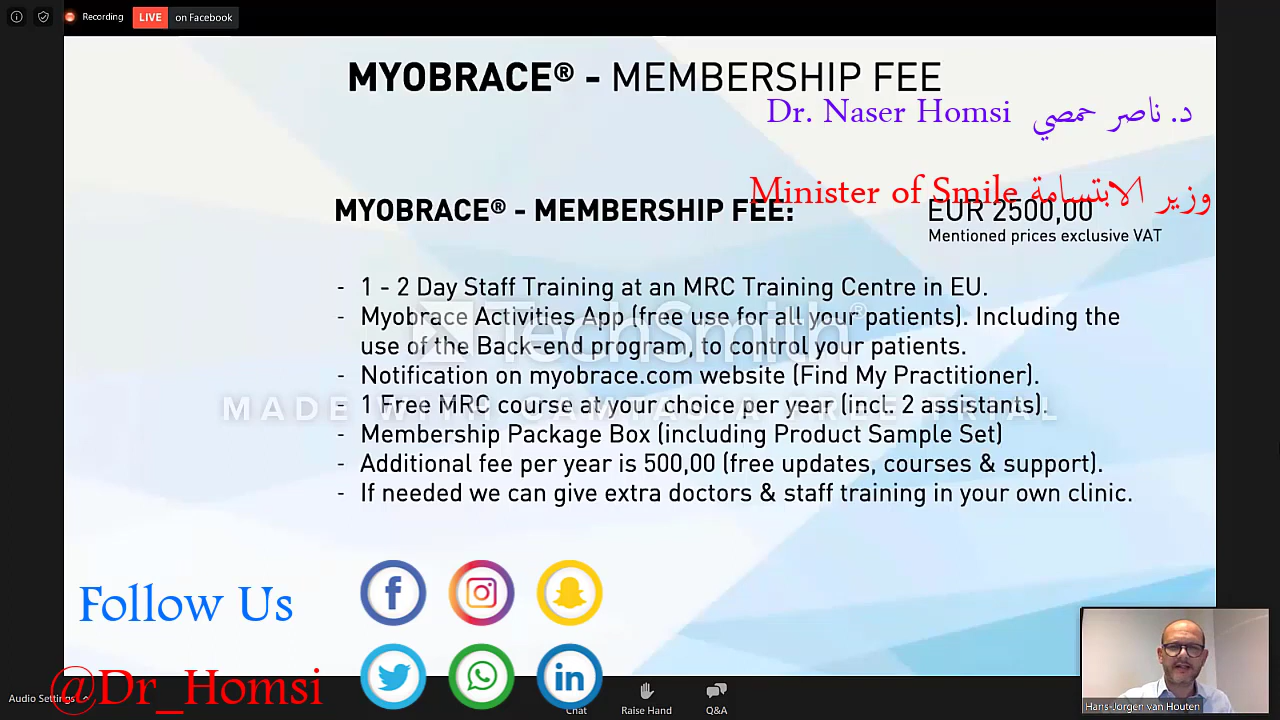 Recording
LIVE
on Facebook
MYOBRACE® - MEMBERSHIP FEE
Dr. Naser Homsi د. ناصر حمصي
Minister of Smile وزير الابتسامة
MYOBRACE® - MEMBERSHIP FEE: EUR 2500,00
Mentioned prices exclusive VAT
- 1 - 2 Day Staff Training at an MRC Training Centre in EU.
- Myobrace Activities App (free use for all your patients). Including the
use of the Back-end program, to control your patients.
- Notification on myobrace.com website (Find My Practitioner).
- 1 Free MRC course at your choice per year (incl. 2 assistants).
- Membership Package Box (including Product Sample Set)
- Additional fee per year is 500,00 (free updates, courses & support).
- If needed we can give extra doctors & staff training in your own clinic.
TechSmith®
MADE WITH CAMTASIA FREE TRIAL
Follow Us
@Dr_Homsi
Audio Settings
Chat
Raise Hand
Q&A
Hans-Jorgen van Houten